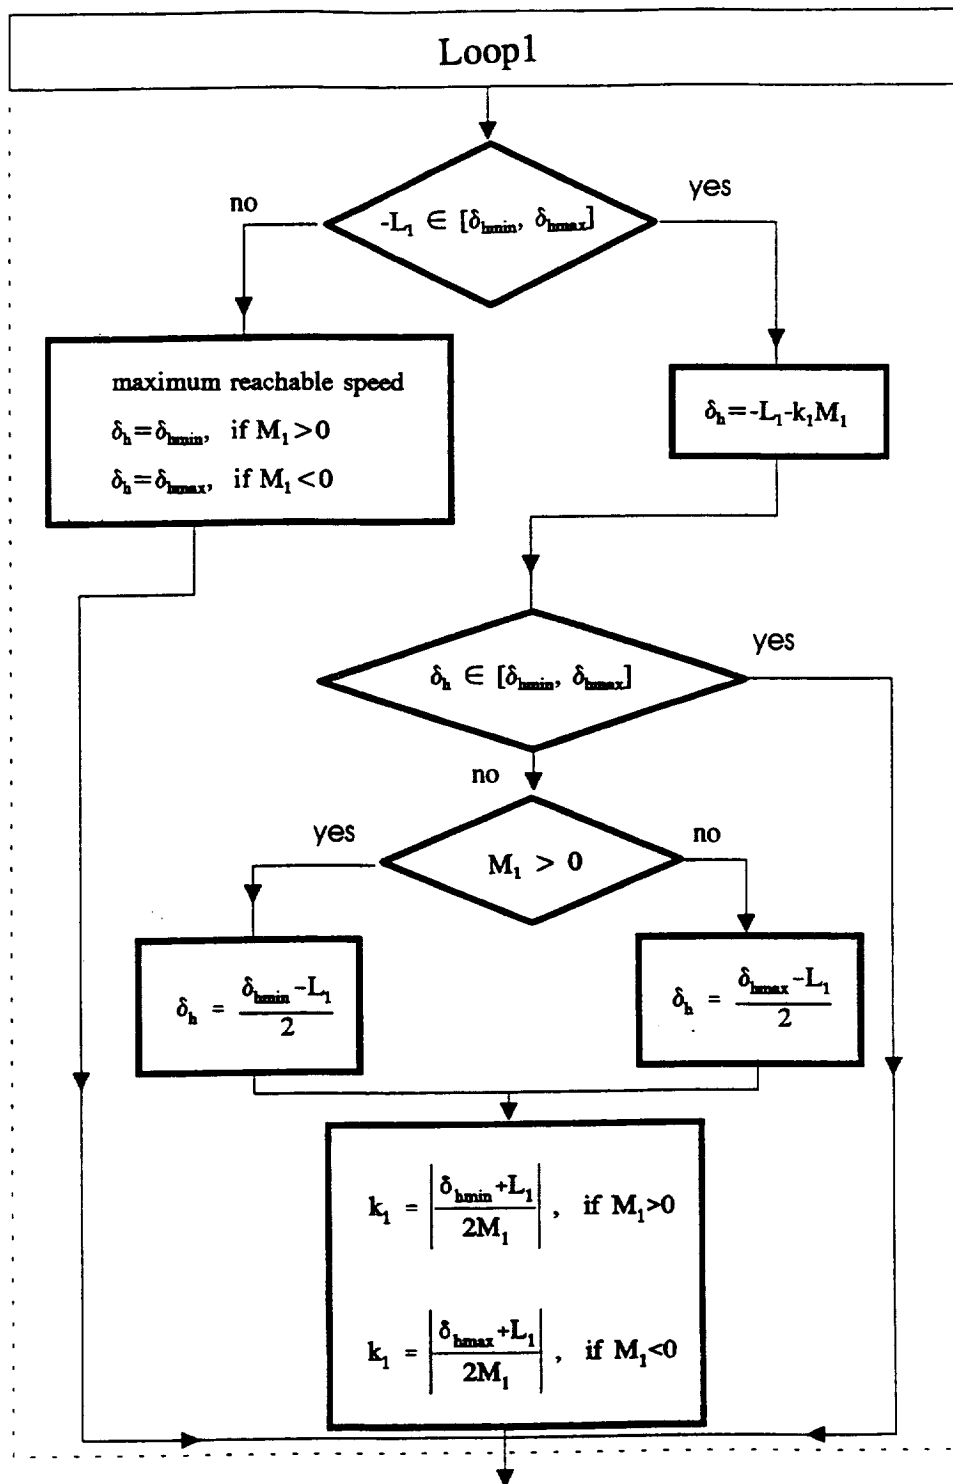 Loop1
no
yes
-L₁ ∈ [δₕₘᵢₙ, δₕₘₐₓ]
maximum reachable speed
δₕ=δₕₘᵢₙ, if M₁>0
δₕ=δₕₘₐₓ, if M₁<0
δₕ=-L₁-k₁M₁
yes
δₕ ∈ [δₕₘᵢₙ, δₕₘₐₓ]
no
yes
no
M₁ > 0
δₕ = (δₕₘᵢₙ-L₁)/2
δₕ = (δₕₘₐₓ-L₁)/2
k₁ = |(δₕₘᵢₙ+L₁)/2M₁| , if M₁>0
k₁ = |(δₕₘₐₓ+L₁)/2M₁| , if M₁<0